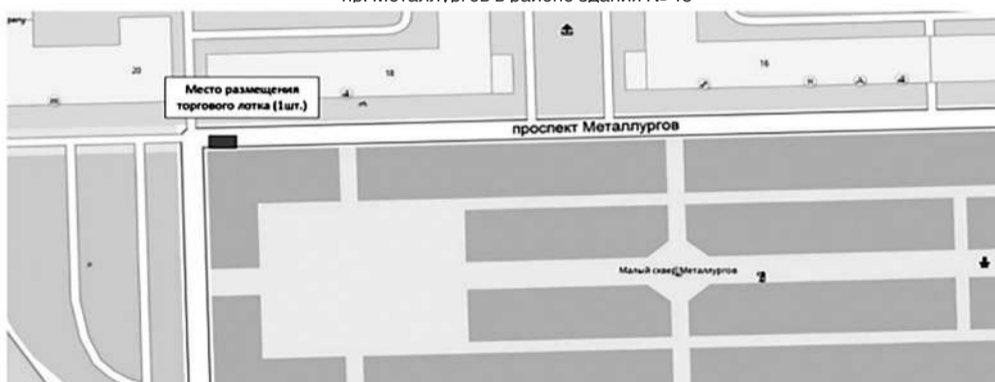 20
18
16
Место размещения
торгового лотка (1шт.)
проспект Металлургов
Малый сквер Металлургов